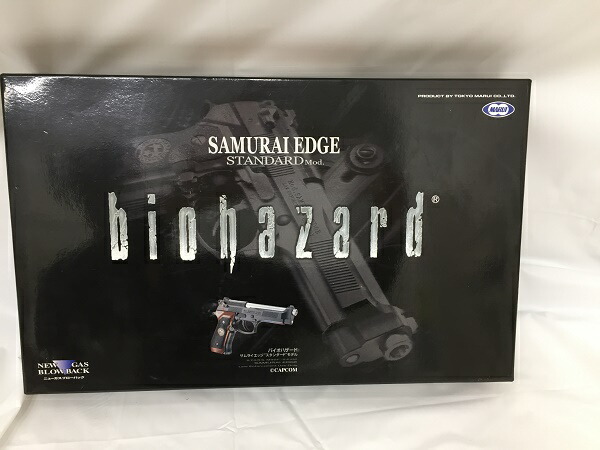 PRODUCT BY TOKYO MARUI CO.,LTD.
MARUI
SAMURAI EDGE
STANDARD Mod.
biohazard®
バイオハザード
サムライエッジ"スタンダード"モデル
©CAPCOM
NEW GAS
BLOWBACK
ニューガス・ブローバック